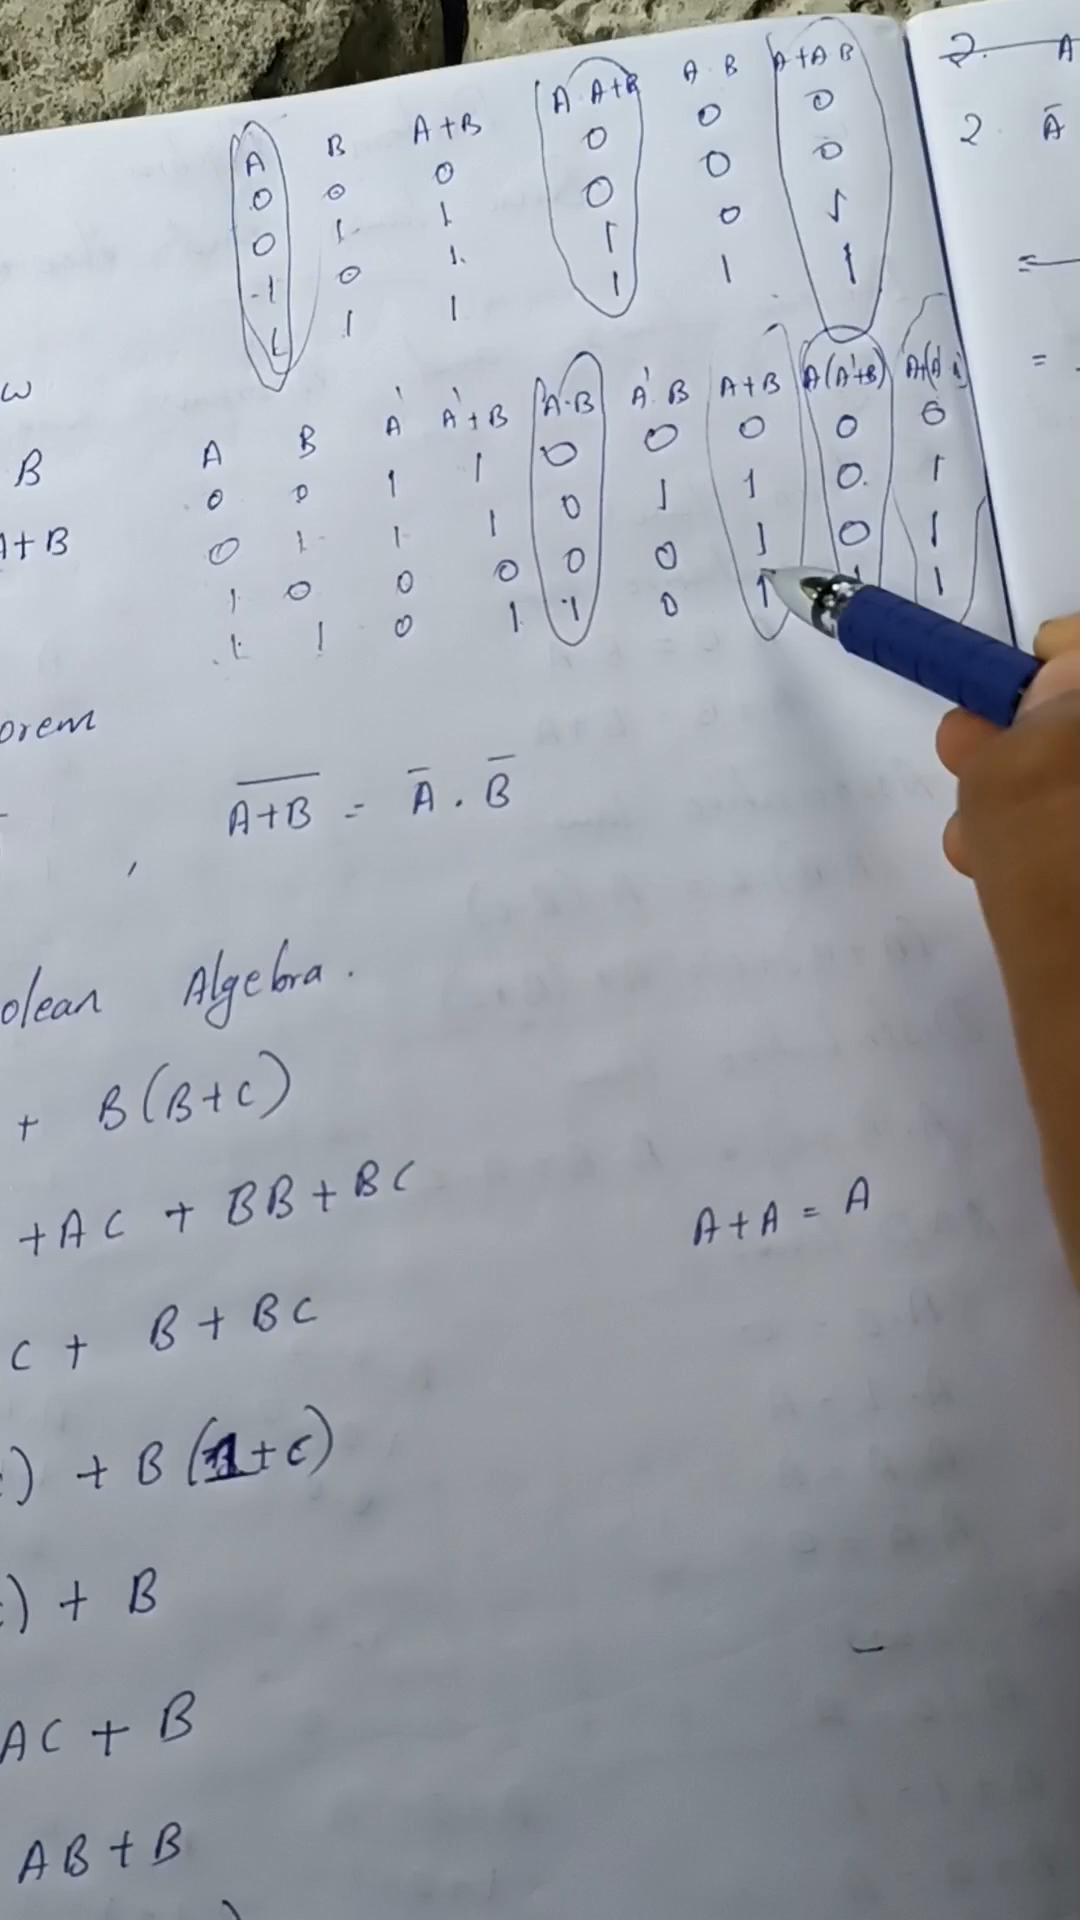 A B A+B A A+B A·B A+AB
0 0 0 0 0 0
0 1 1 0 0 0
1 0 1 1 0 1
1 1 1 1 1 1
2. A
2 Ā
=
=
w
B
A+B
A B A' A'+B A·B A'·B A+B A(A'+B)
0 0 1 1 0 0 0 0 0
0 1 1 1 0 1 1 0 1
1 0 0 0 0 0 1 0 1
1 1 0 1 1 0 1 1 1
orem
A̅+̅B̅ = A̅ . B̅
olean Algebra.
+ B(B+C)
+AC + BB+BC
A+A = A
C + B+BC
) + B(1+C)
) + B
AC + B
AB+B